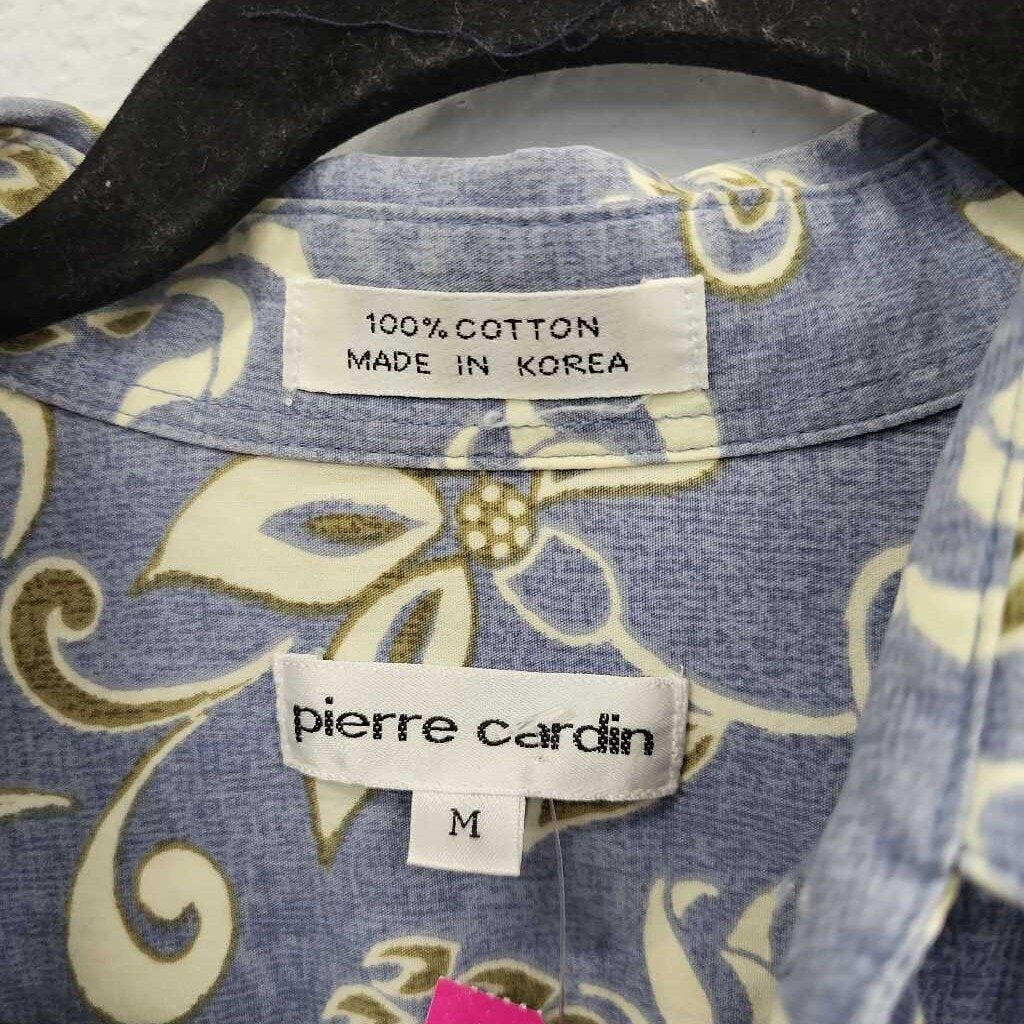 100% COTTON
MADE IN KOREA
pierre cardin
M